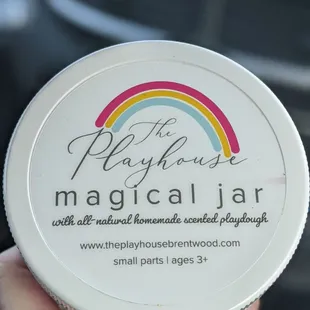 The
Playhouse
magical jar
with all-natural homemade scented playdough
www.theplayhousebrentwood.com
small parts | ages 3+